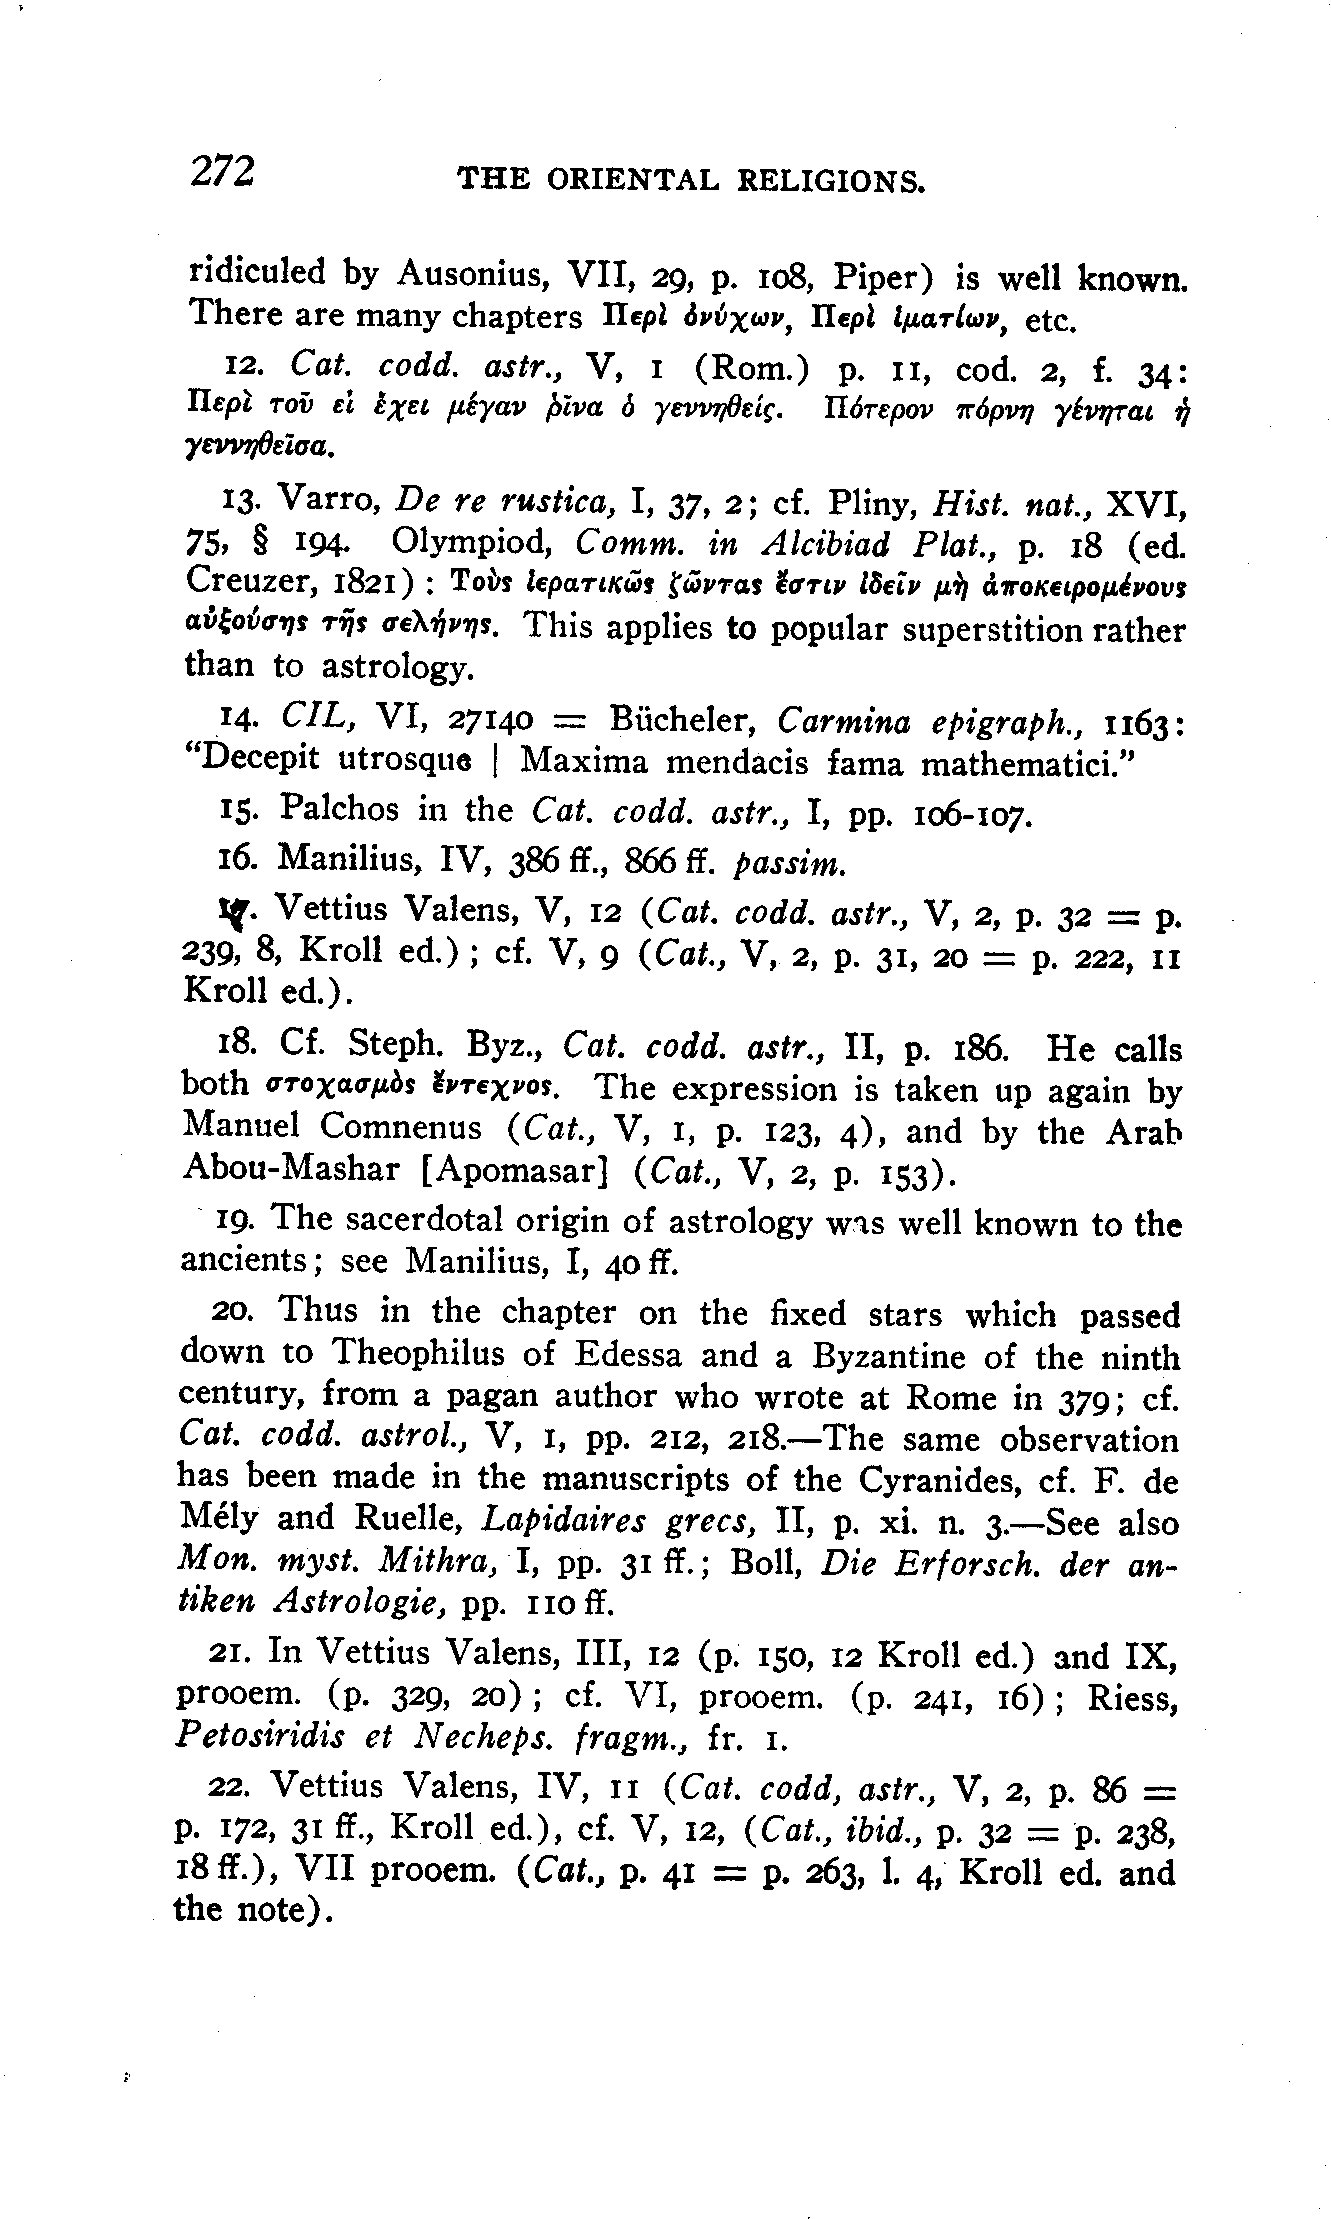 272
THE ORIENTAL RELIGIONS.
ridiculed by Ausonius, VII, 29, p. 108, Piper) is well known.
There are many chapters Περὶ ὀνύχων, Περὶ ἱματίων, etc.
12. Cat. codd. astr., V, 1 (Rom.) p. 11, cod. 2, f. 34:
Περὶ τοῦ εἰ ἔχει μέγαν ῥῖνα ὁ γεννηθείς. Πότερον πόρνη γένηται ἡ
γεννηθεῖσα.
13. Varro, De re rustica, I, 37, 2; cf. Pliny, Hist. nat., XVI,
75, § 194. Olympiod, Comm. in Alcibiad Plat., p. 18 (ed.
Creuzer, 1821) : Τοὺς ἱερατικῶς ζῶντας ἔστιν ἰδεῖν μὴ ἀποκειρομένους
αὐξούσης τῆς σελήνης. This applies to popular superstition rather
than to astrology.
14. CIL, VI, 27140 = Bücheler, Carmina epigraph., 1163:
"Decepit utrosque | Maxima mendacis fama mathematici."
15. Palchos in the Cat. codd. astr., I, pp. 106-107.
16. Manilius, IV, 386 ff., 866 ff. passim.
17. Vettius Valens, V, 12 (Cat. codd. astr., V, 2, p. 32 = p.
239, 8, Kroll ed.) ; cf. V, 9 (Cat., V, 2, p. 31, 20 = p. 222, 11
Kroll ed.).
18. Cf. Steph. Byz., Cat. codd. astr., II, p. 186. He calls
both στοχασμὸς ἔντεχνος. The expression is taken up again by
Manuel Comnenus (Cat., V, 1, p. 123, 4), and by the Arab
Abou-Mashar [Apomasar] (Cat., V, 2, p. 153).
19. The sacerdotal origin of astrology was well known to the
ancients; see Manilius, I, 40 ff.
20. Thus in the chapter on the fixed stars which passed
down to Theophilus of Edessa and a Byzantine of the ninth
century, from a pagan author who wrote at Rome in 379; cf.
Cat. codd. astrol., V, 1, pp. 212, 218.—The same observation
has been made in the manuscripts of the Cyranides, cf. F. de
Mély and Ruelle, Lapidaires grecs, II, p. xi. n. 3.—See also
Mon. myst. Mithra, I, pp. 31 ff.; Boll, Die Erforsch. der an-
tiken Astrologie, pp. 110 ff.
21. In Vettius Valens, III, 12 (p. 150, 12 Kroll ed.) and IX,
prooem. (p. 329, 20) ; cf. VI, prooem. (p. 241, 16) ; Riess,
Petosiridis et Necheps. fragm., fr. 1.
22. Vettius Valens, IV, 11 (Cat. codd, astr., V, 2, p. 86 =
p. 172, 31 ff., Kroll ed.), cf. V, 12, (Cat., ibid., p. 32 = p. 238,
18 ff.), VII prooem. (Cat., p. 41 = p. 263, l. 4, Kroll ed. and
the note).